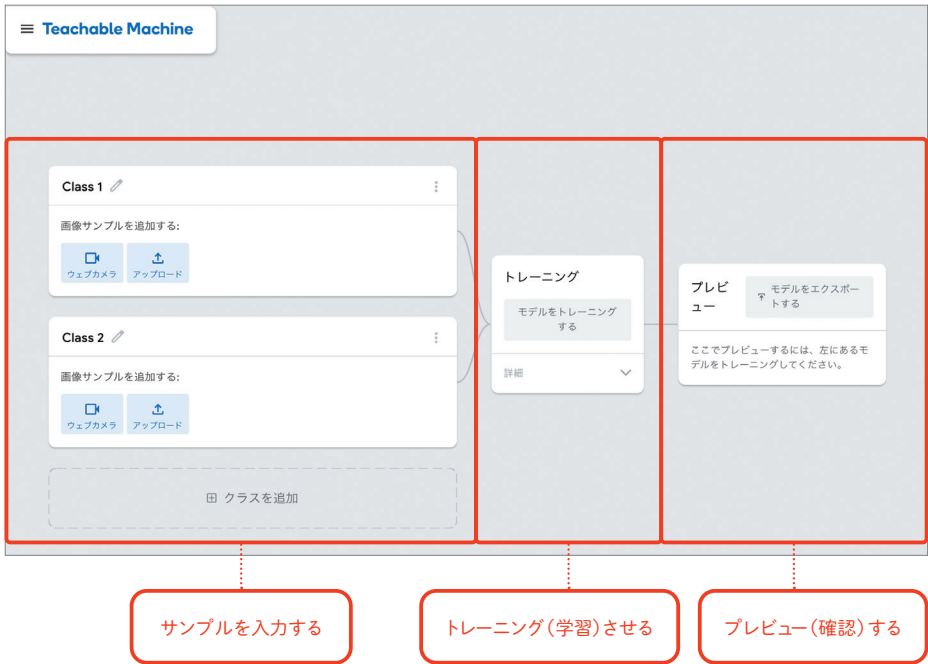 Teachable Machine
Class 1
画像サンプルを追加する:
ウェブカメラ
アップロード
Class 2
画像サンプルを追加する:
ウェブカメラ
アップロード
クラスを追加
トレーニング
モデルをトレーニング
する
詳細
プレビ
ュー
モデルをエクスポー
トする
ここでプレビューするには、左にあるモ
デルをトレーニングしてください。
サンプルを入力する
トレーニング(学習)させる
プレビュー(確認)する